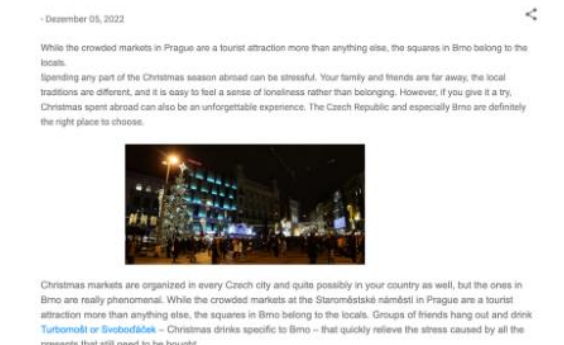 - Dezember 05, 2022
While the crowded markets in Prague are a tourist attraction more than anything else, the squares in Brno belong to the
locals.
Spending any part of the Christmas season abroad can be stressful. Your family and friends are far away, the local
traditions are different, and it is easy to feel a sense of loneliness rather than belonging. However, if you give it a try,
Christmas spent abroad can also be an unforgettable experience. The Czech Republic and especially Brno are definitely
the right place to choose.
Christmas markets are organized in every Czech city and quite possibly in your country as well, but the ones in
Brno are really phenomenal. While the crowded markets at the Staroměstské náměstí in Prague are a tourist
attraction more than anything else, the squares in Brno belong to the locals. Groups of friends hang out and drink
Turbomošt or Svoboďáček – Christmas drinks specific to Brno – that quickly relieve the stress caused by all the
presents that still need to be bought.